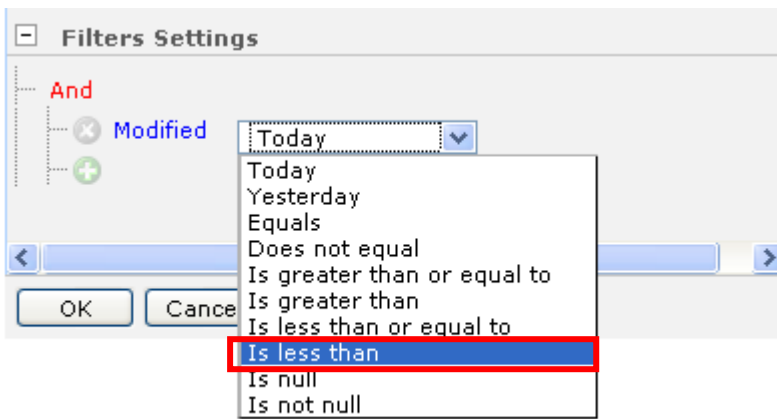 Filters Settings
And
Modified Today
Today
Yesterday
Equals
Does not equal
Is greater than or equal to
Is greater than
Is less than or equal to
Is less than
Is null
Is not null
OK Cance